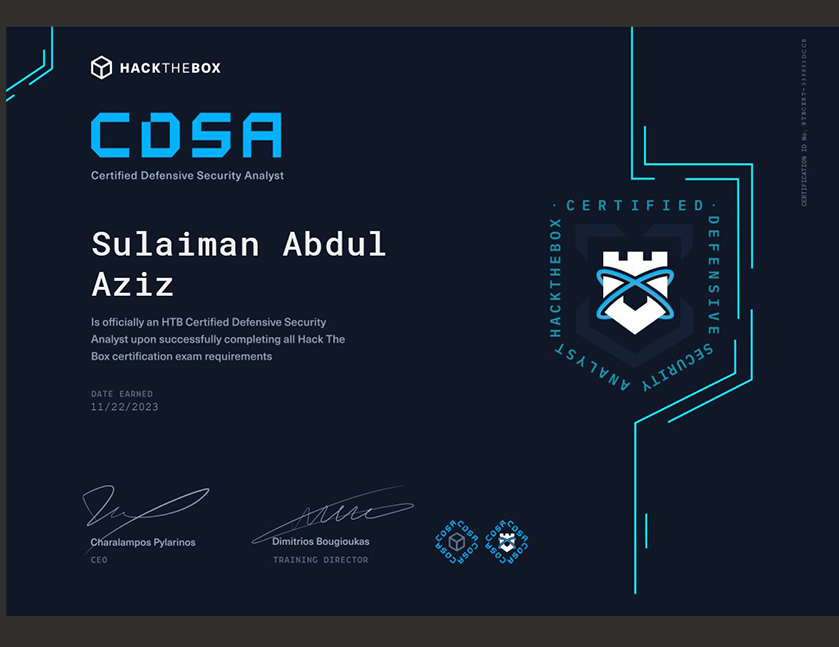 HACKTHEBOX
CDSA
Certified Defensive Security Analyst
Sulaiman Abdul
Aziz
Is officially an HTB Certified Defensive Security
Analyst upon successfully completing all Hack The
Box certification exam requirements
DATE EARNED
11/22/2023
Charalampos Pylarinos
CEO
Dimitrios Bougioukas
TRAINING DIRECTOR
CDSA CDSA CDSA CDSA
CDSA CDSA CDSA CDSA
· CERTIFIED ·
DEFENSIVE
SECURITY
ANALYST
HACKTHEBOX
CERTIFICATION ID No.